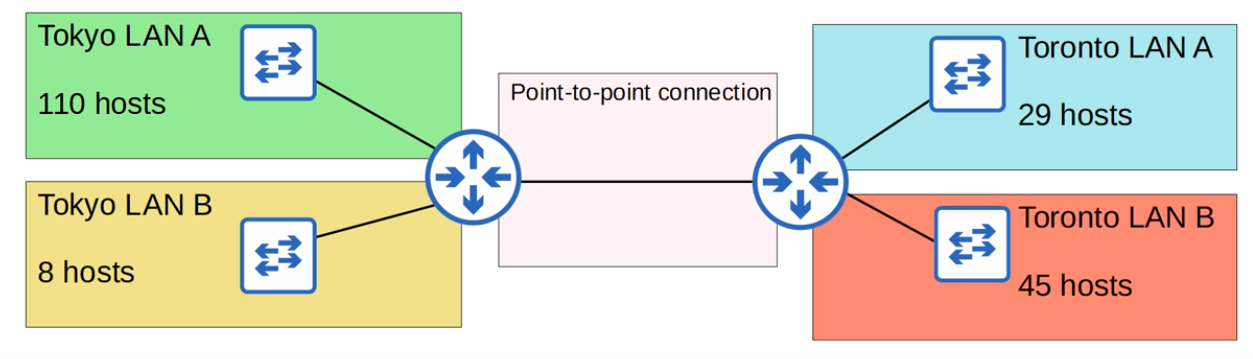 Tokyo LAN A
110 hosts
Tokyo LAN B
8 hosts
Point-to-point connection
Toronto LAN A
29 hosts
Toronto LAN B
45 hosts